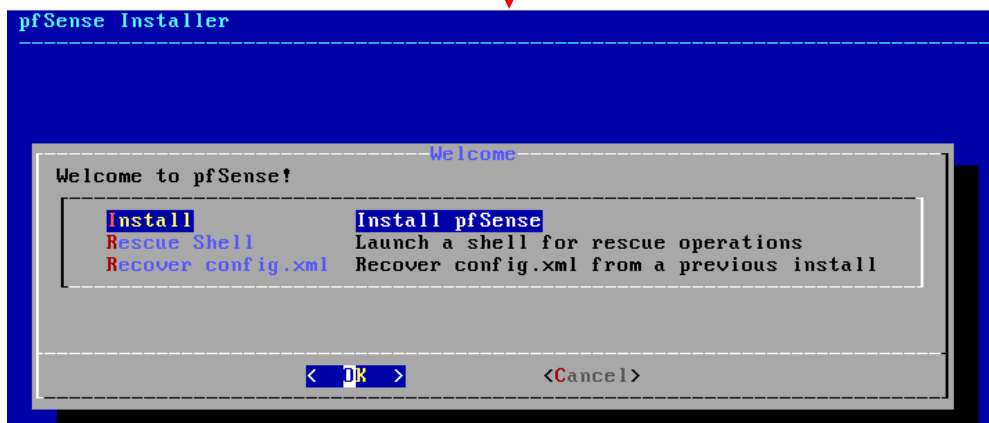 pfSense Installer
Welcome
Welcome to pfSense!
Install Install pfSense
Rescue Shell Launch a shell for rescue operations
Recover config.xml Recover config.xml from a previous install
< OK > <Cancel>